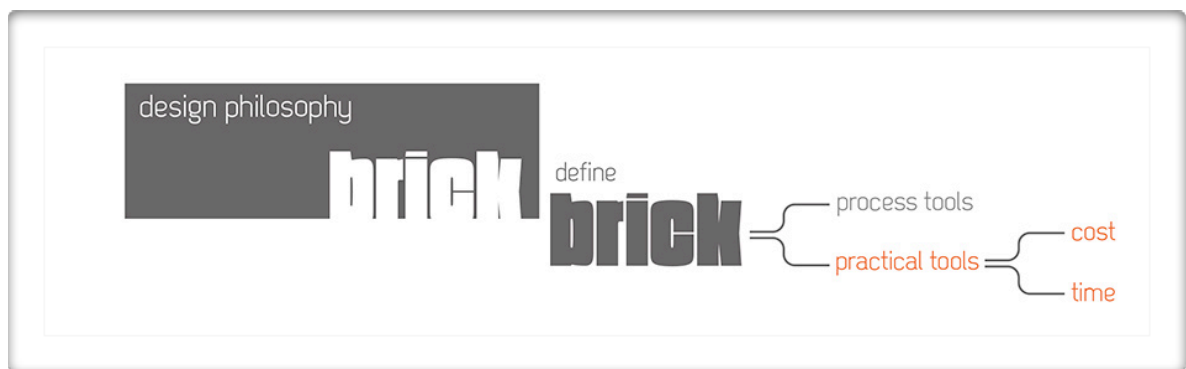 design philosophy
brick
define
brick
process tools
practical tools
cost
time